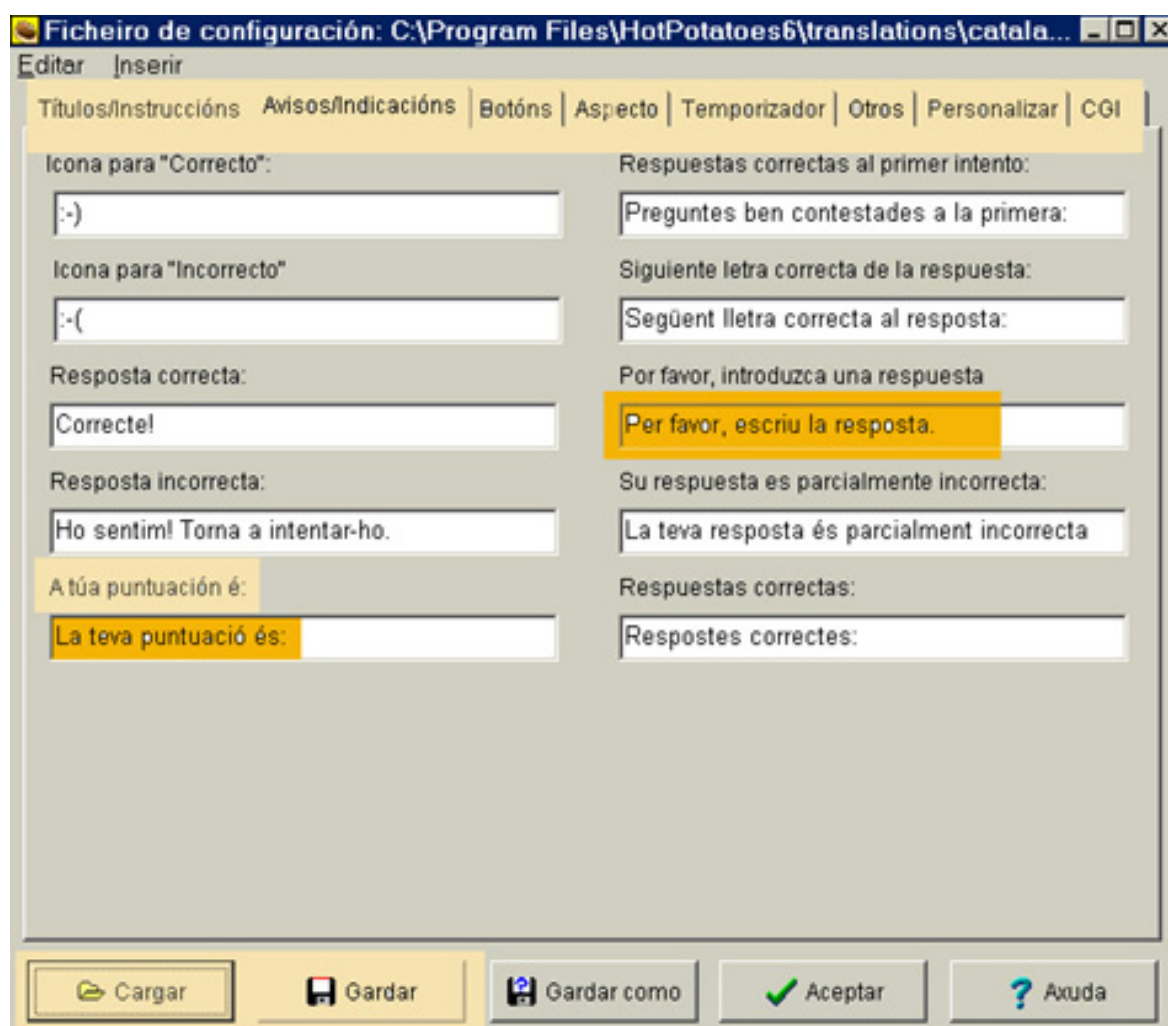 Ficheiro de configuración: C:\Program Files\HotPotatoes6\translations\catala...
Editar Inserir
Títulos/Instruccións Avisos/Indicacións Botóns Aspecto Temporizador Otros Personalizar CGI
Icona para "Correcto":
:-)
Icona para "Incorrecto"
:-(
Resposta correcta:
Correcte!
Resposta incorrecta:
Ho sentim! Torna a intentar-ho.
A túa puntuación é:
La teva puntuació és:
Respuestas correctas al primer intento:
Preguntes ben contestades a la primera:
Siguiente letra correcta de la respuesta:
Següent lletra correcta al resposta:
Por favor, introduzca una respuesta
Per favor, escriu la resposta.
Su respuesta es parcialmente incorrecta:
La teva resposta és parcialment incorrecta
Respuestas correctas:
Respostes correctes:
Cargar Gardar Gardar como Aceptar Axuda